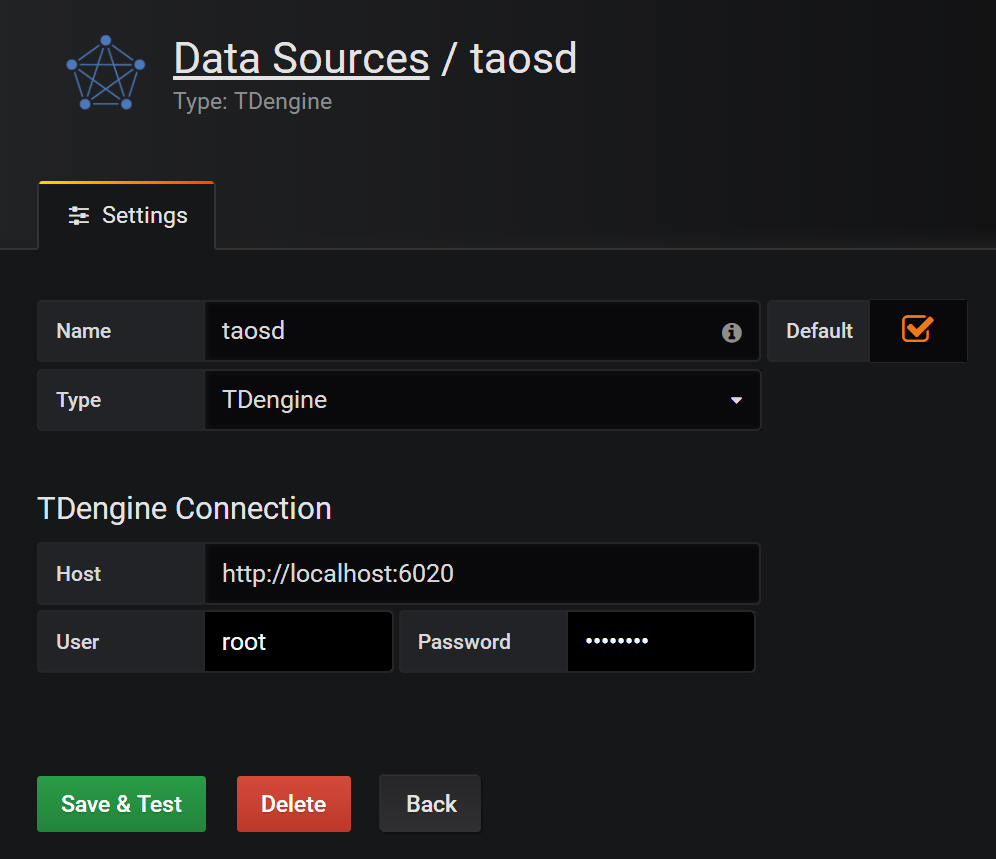 Data Sources / taosd
Type: TDengine
Settings
Name taosd Default
Type TDengine
TDengine Connection
Host http://localhost:6020
User root Password ••••••••
Save & Test Delete Back